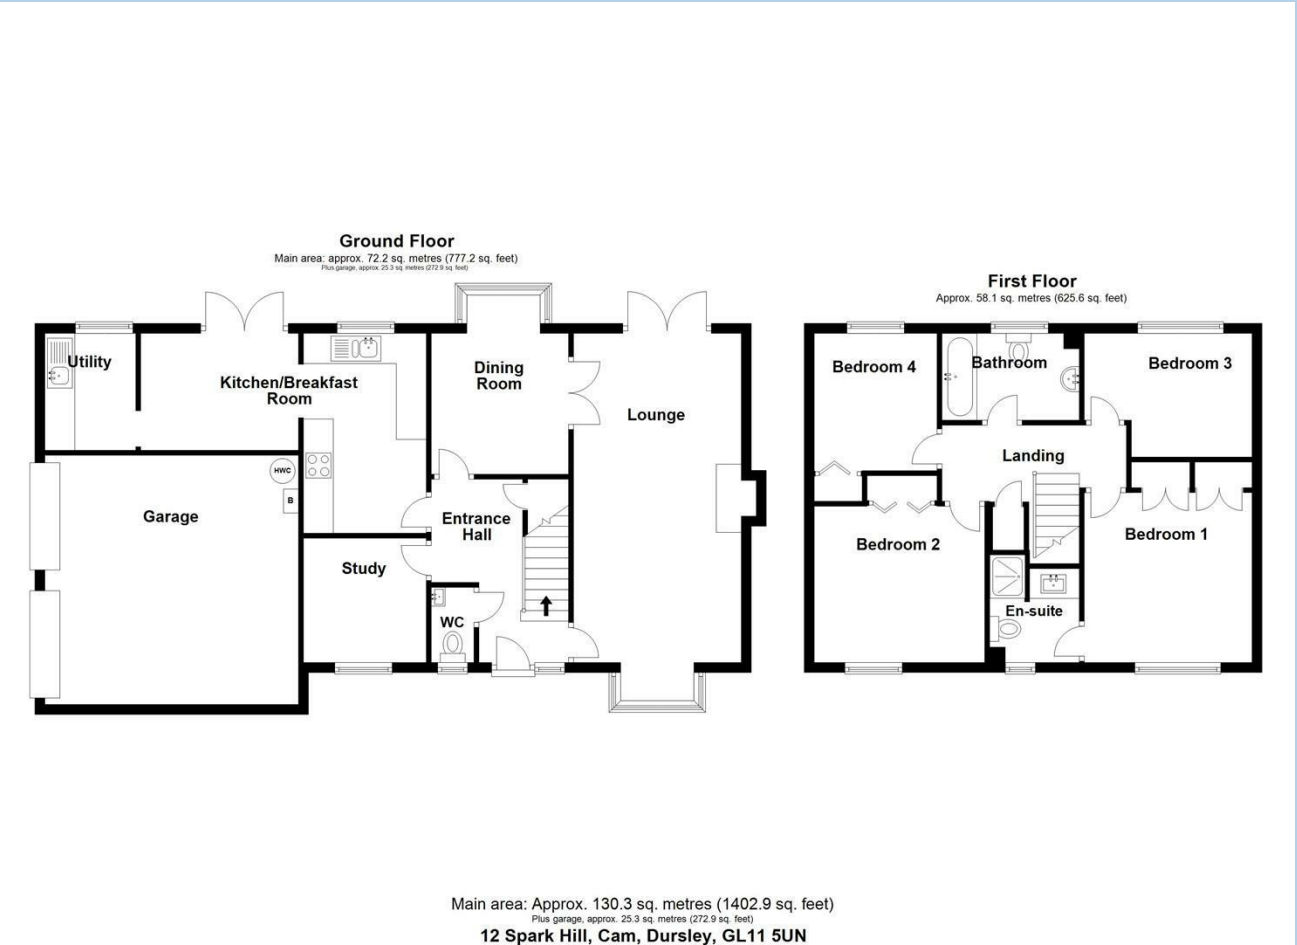 Ground Floor
Main area: approx. 72.2 sq. metres (777.2 sq. feet)
Plus garage, approx. 25.3 sq. metres (272.9 sq. feet)
Utility
Kitchen/Breakfast
Room
Dining
Room
Lounge
HWC
B
Garage
Entrance
Hall
Study
WC
First Floor
Approx. 58.1 sq. metres (625.6 sq. feet)
Bedroom 4
Bathroom
Bedroom 3
Landing
Bedroom 2
Bedroom 1
En-suite
Main area: Approx. 130.3 sq. metres (1402.9 sq. feet)
Plus garage, approx. 25.3 sq. metres (272.9 sq. feet)
12 Spark Hill, Cam, Dursley, GL11 5UN